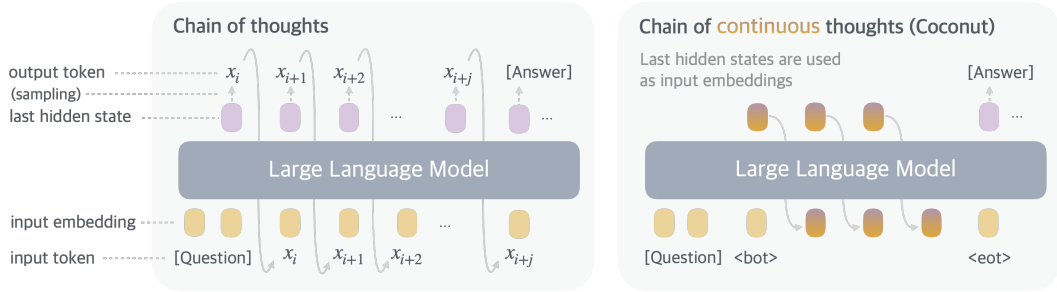 Chain of thoughts
output token
(sampling)
last hidden state
x_i x_{i+1} x_{i+2} x_{i+j} [Answer]
... ...
Large Language Model
input embedding
...
input token
[Question] x_i x_{i+1} x_{i+2} x_{i+j}
Chain of continuous thoughts (Coconut)
Last hidden states are used
as input embeddings
[Answer]
...
Large Language Model
[Question] <bot> <eot>